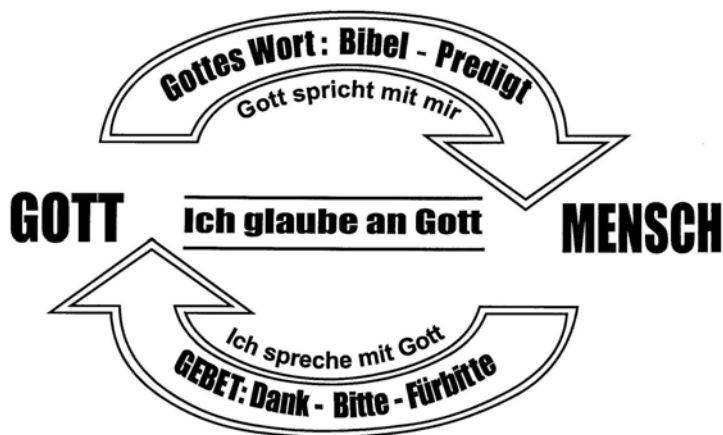 Gottes Wort: Bibel - Predigt
Gott spricht mit mir
GOTT
Ich glaube an Gott
MENSCH
Ich spreche mit Gott
GEBET: Dank - Bitte - Fürbitte